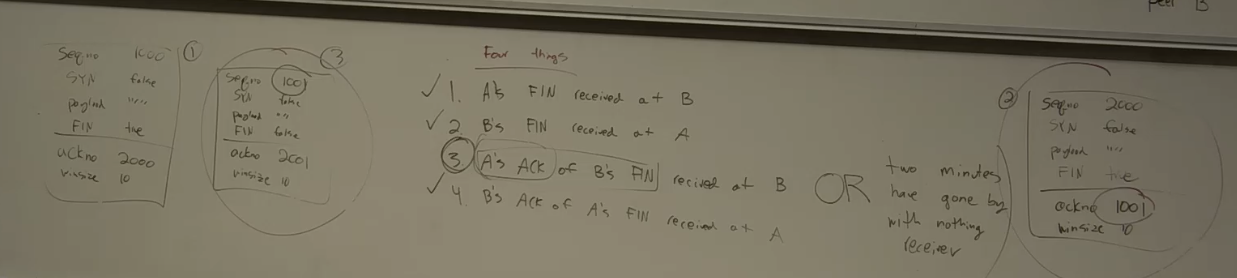 peer B
seqno 1000 ①
SYN false
payload ""
FIN true
ackno 2000
winsize 10
③
seqno 1001
SYN false
payload ""
FIN false
ackno 2001
winsize 10
Four things
✓ 1. A's FIN received at B
✓ 2. B's FIN received at A
3. A's ACK of B's FIN recived at B
✓ 4. B's ACK of A's FIN received at A
OR
two minutes
have gone by
with nothing
receiver
②
seqno 2000
SYN false
payload ""
FIN true
ackno 1001
winsize 10